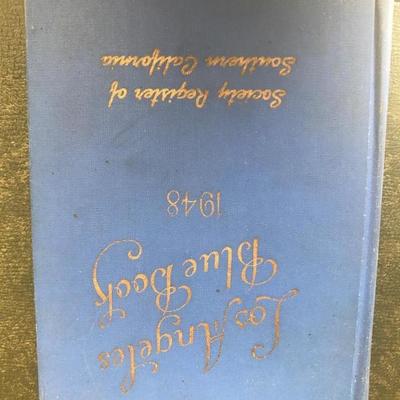 Los Angeles
Blue Book
1948
Society Register of
Southern California